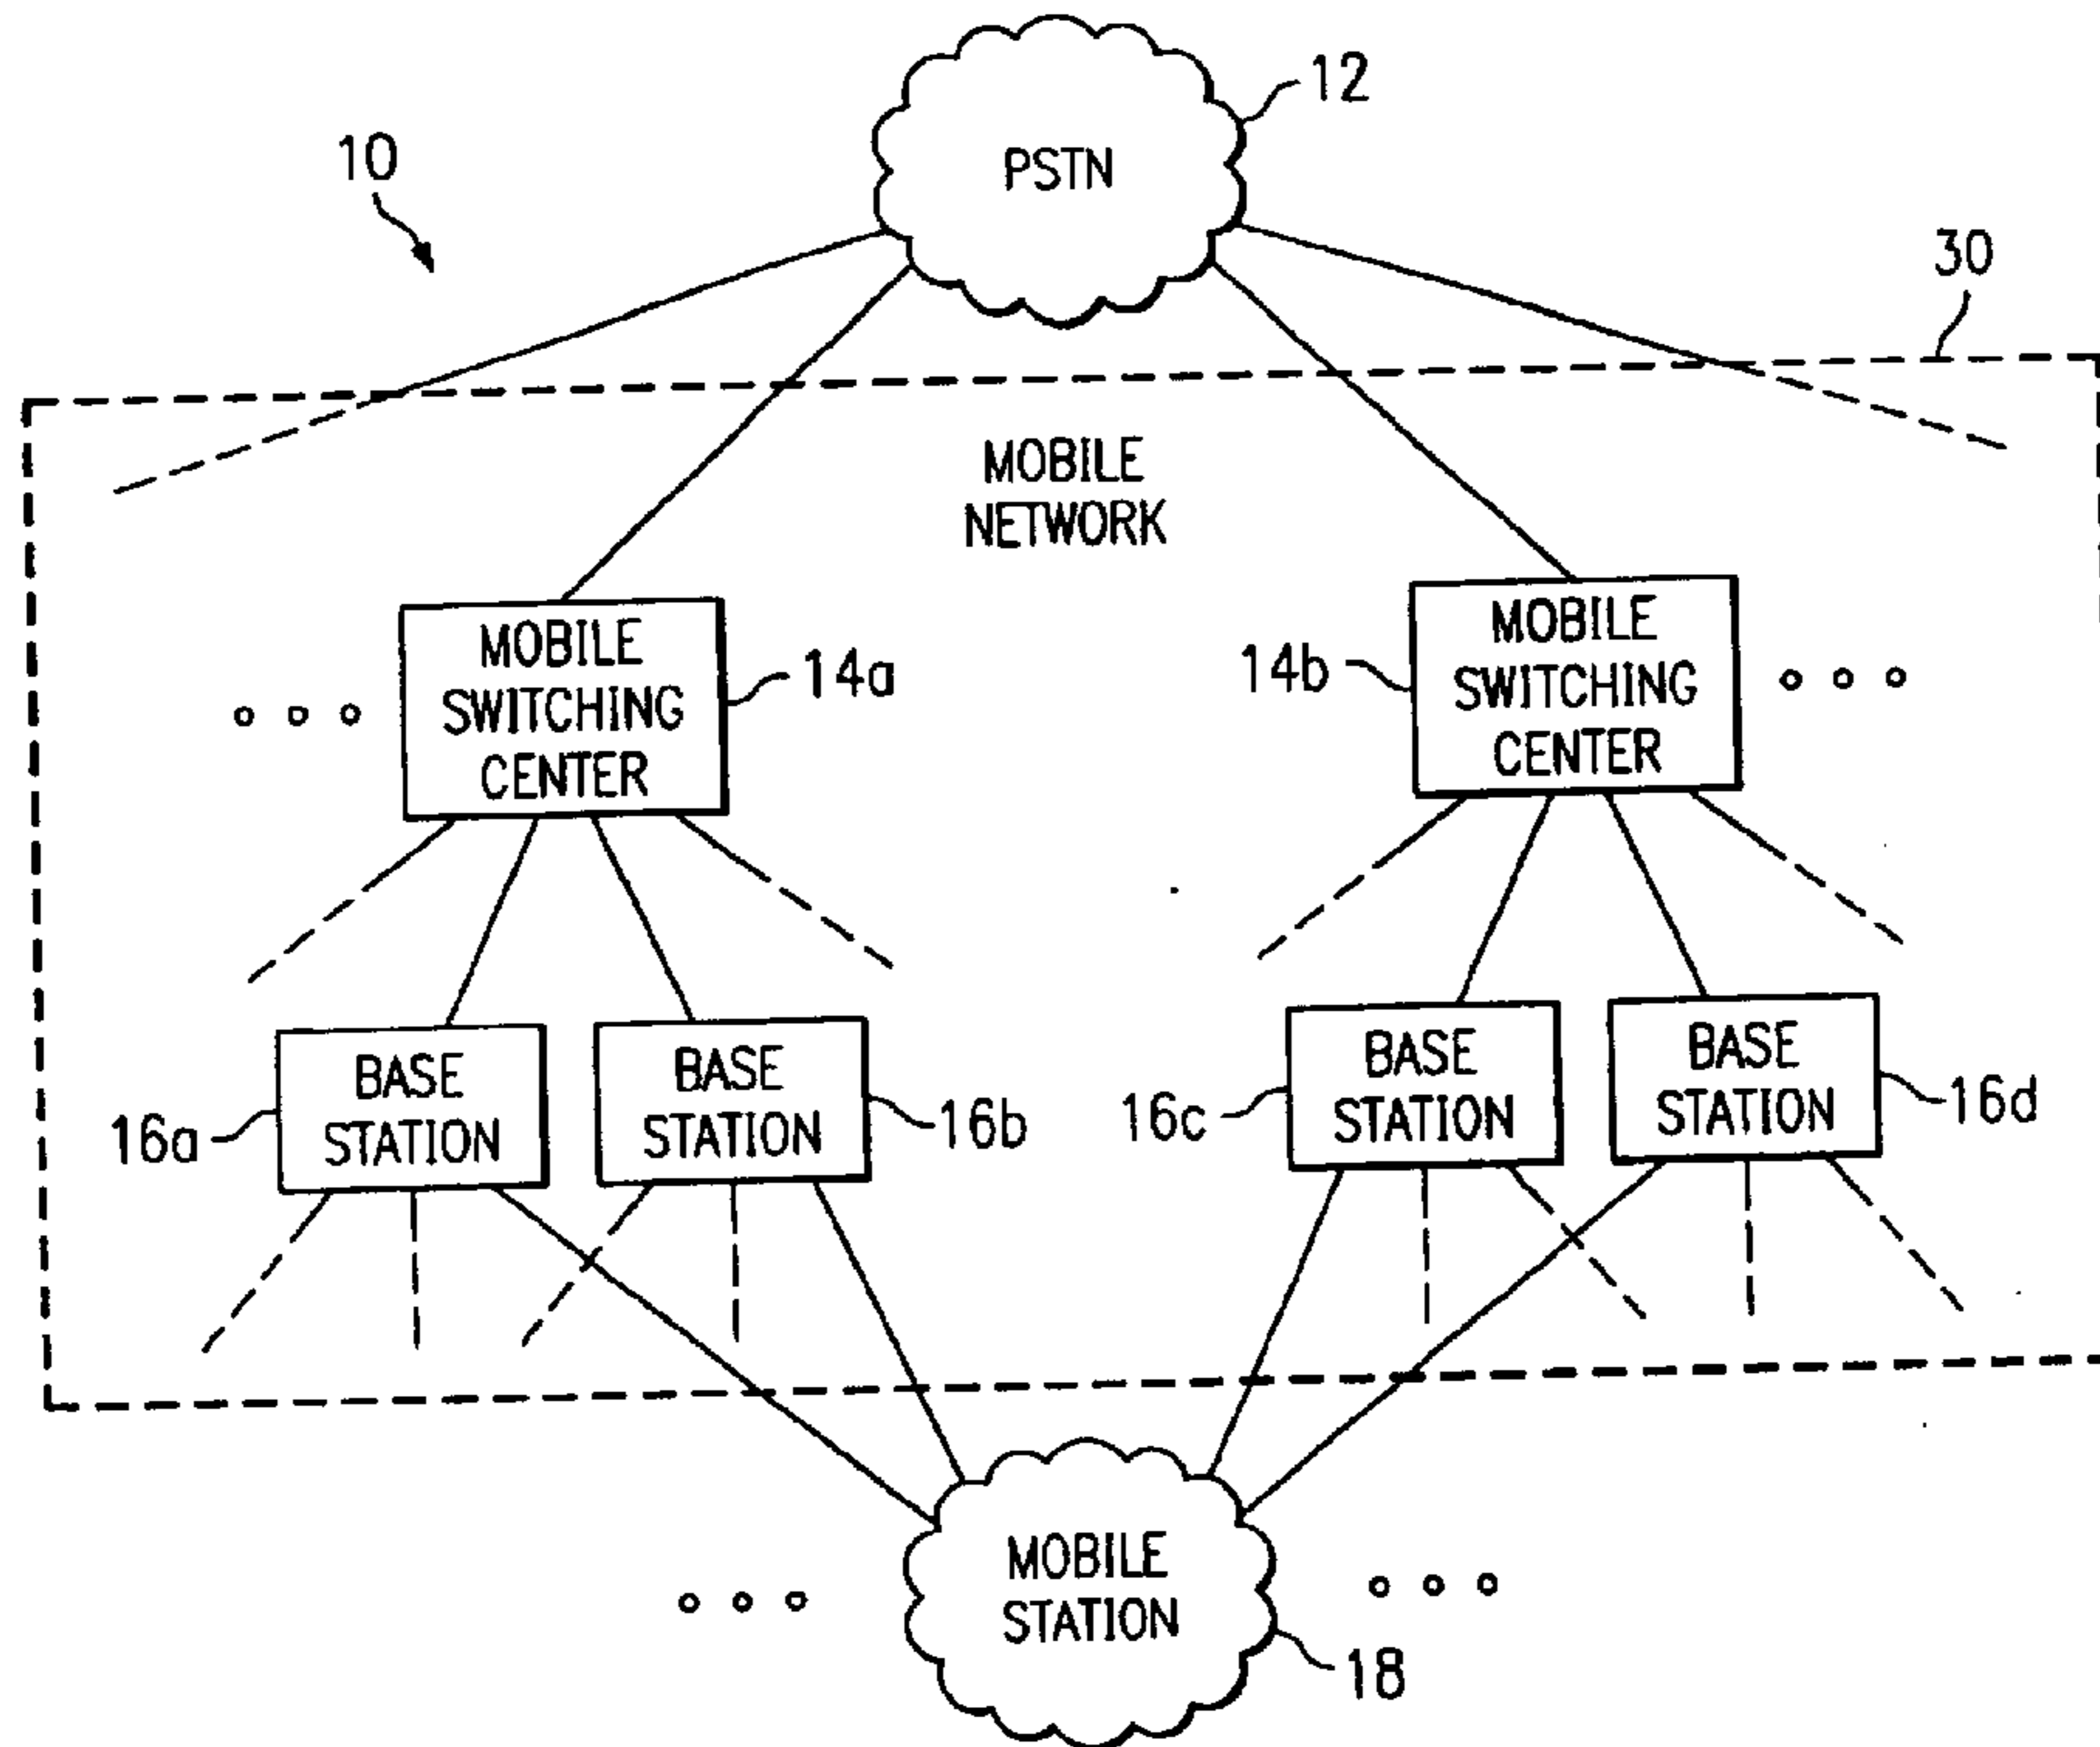 12
PSTN
10
30
MOBILE
NETWORK
MOBILE
SWITCHING
CENTER
14a
14b
MOBILE
SWITCHING
CENTER
16a
BASE
STATION
BASE
STATION
16b
16c
BASE
STATION
BASE
STATION
16d
MOBILE
STATION
18